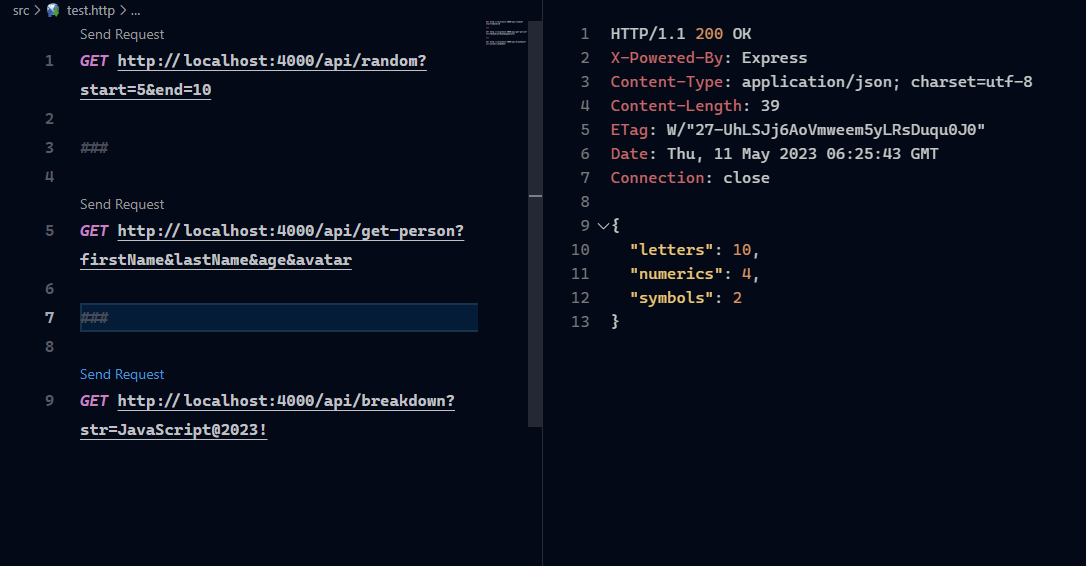 src > test.http > ...
Send Request
1 GET http://localhost:4000/api/random?
start=5&end=10
2
3 ###
4
Send Request
5 GET http://localhost:4000/api/get-person?
firstName&lastName&age&avatar
6
7 ###
8
Send Request
9 GET http://localhost:4000/api/breakdown?
str=JavaScript@2023!
1 HTTP/1.1 200 OK
2 X-Powered-By: Express
3 Content-Type: application/json; charset=utf-8
4 Content-Length: 39
5 ETag: W/"27-UhLSJj6AoVmweem5yLRsDuqu0J0"
6 Date: Thu, 11 May 2023 06:25:43 GMT
7 Connection: close
8
9 {
10 "letters": 10,
11 "numerics": 4,
12 "symbols": 2
13 }